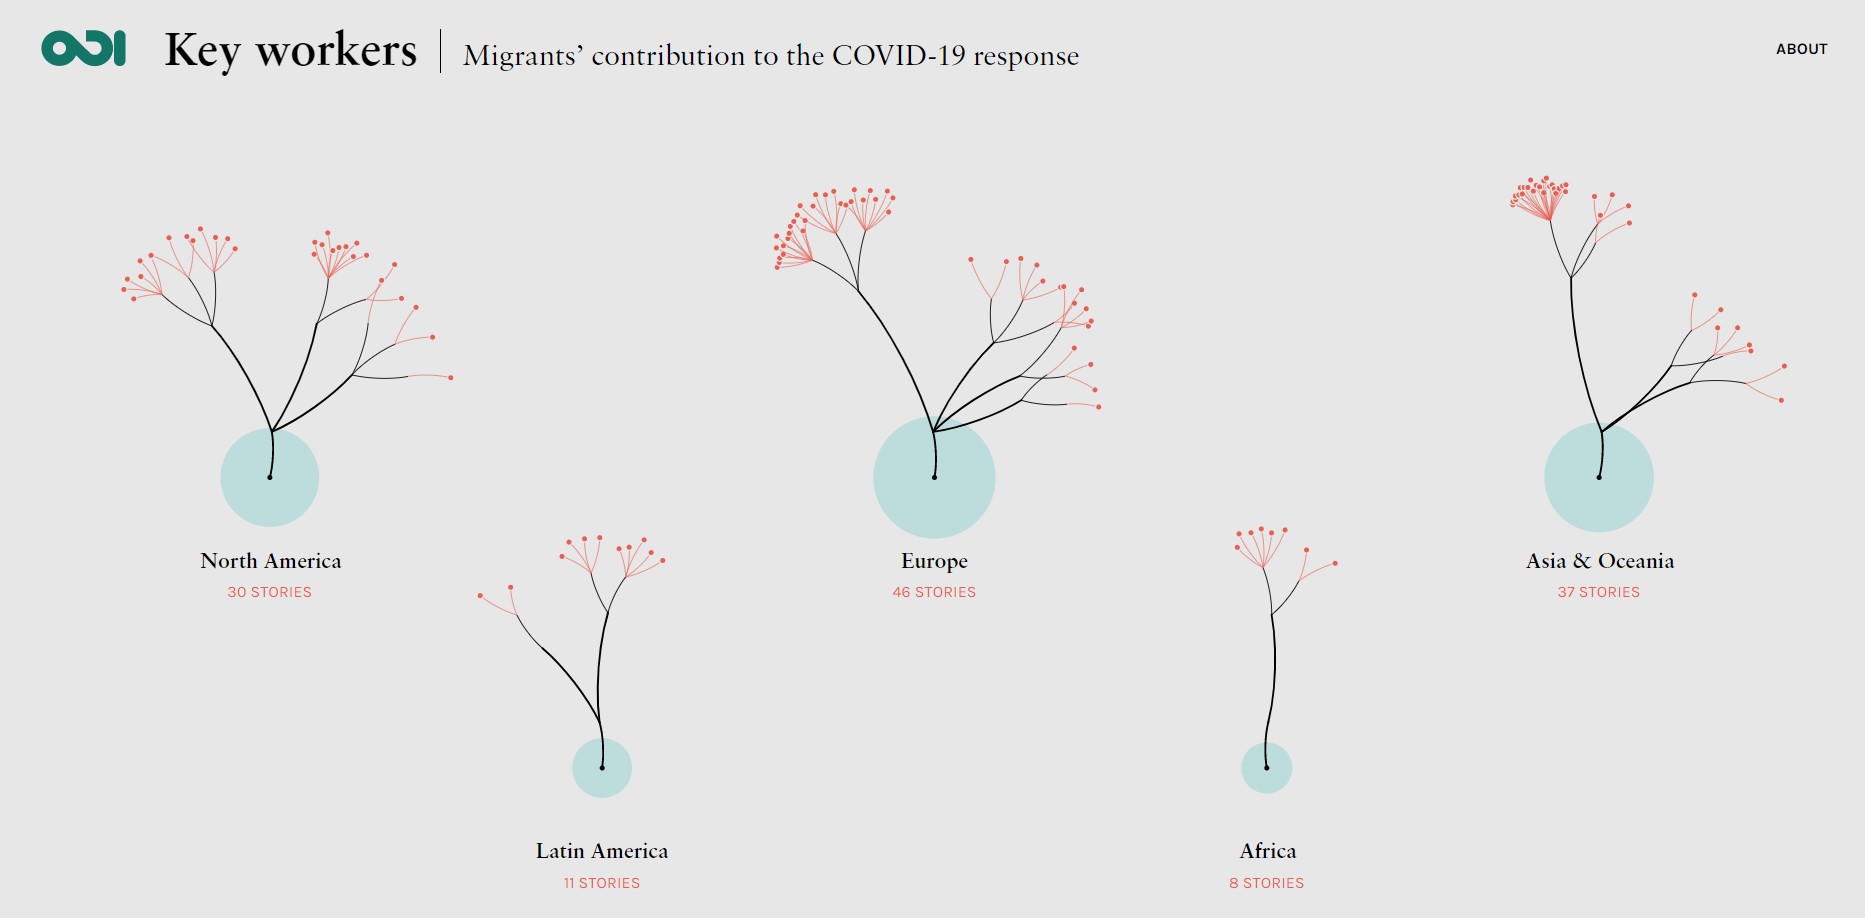 ODI
Key workers
Migrants’ contribution to the COVID-19 response
ABOUT
North America
30 STORIES
Europe
46 STORIES
Asia & Oceania
37 STORIES
Latin America
11 STORIES
Africa
8 STORIES